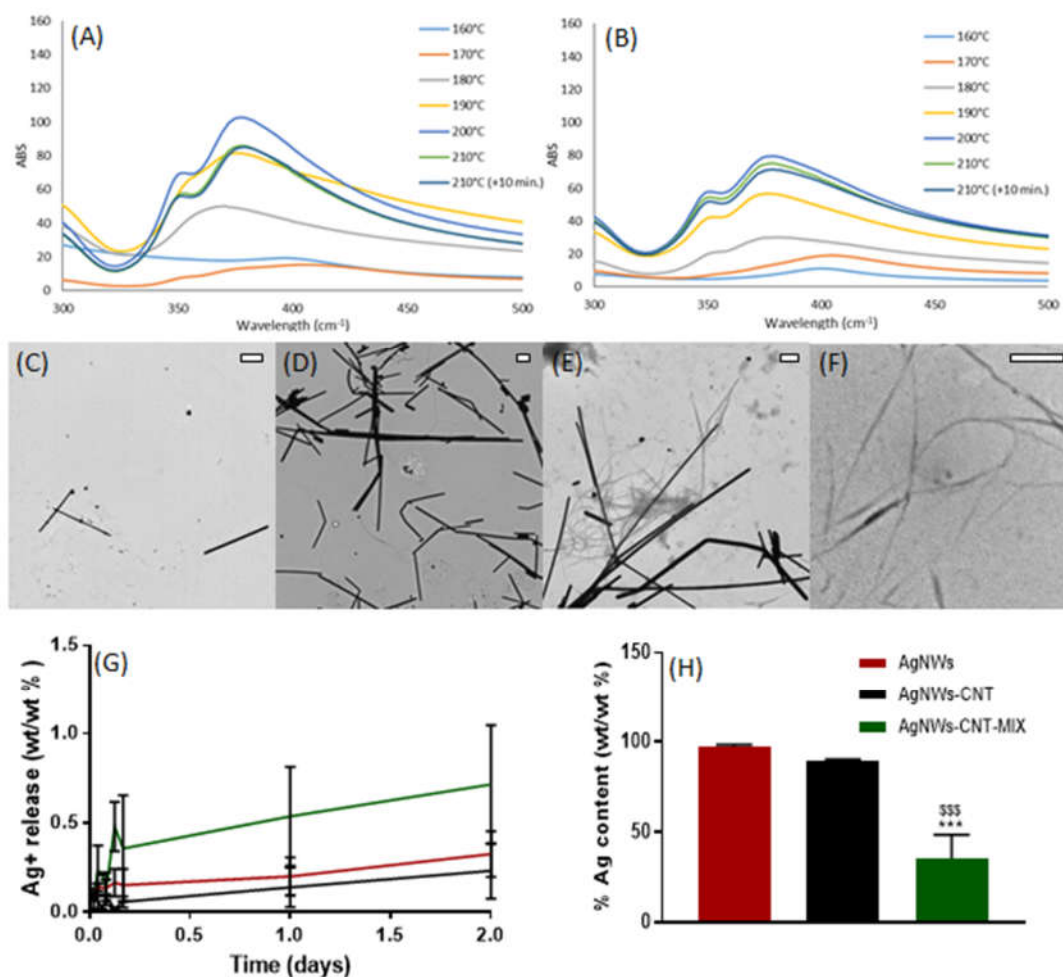 (A)
160
140
120
100
80
60
40
20
0
ABS
300 350 400 450 500
Wavelength (cm⁻¹)
160°C
170°C
180°C
190°C
200°C
210°C
210°C (+10 min.)
(B)
160
140
120
100
80
60
40
20
0
ABS
300 350 400 450 500
Wavelength (cm⁻¹)
160°C
170°C
180°C
190°C
200°C
210°C
210°C (+10 min.)
(C) (D) (E) (F)
(G)
1.5
1.0
0.5
0.0
Ag+ release (wt/wt % )
0.0 0.5 1.0 1.5 2.0
Time (days)
(H)
150
100
50
0
% Ag content (wt/wt %)
AgNWs
AgNWs-CNT
AgNWs-CNT-MIX
$$$
***